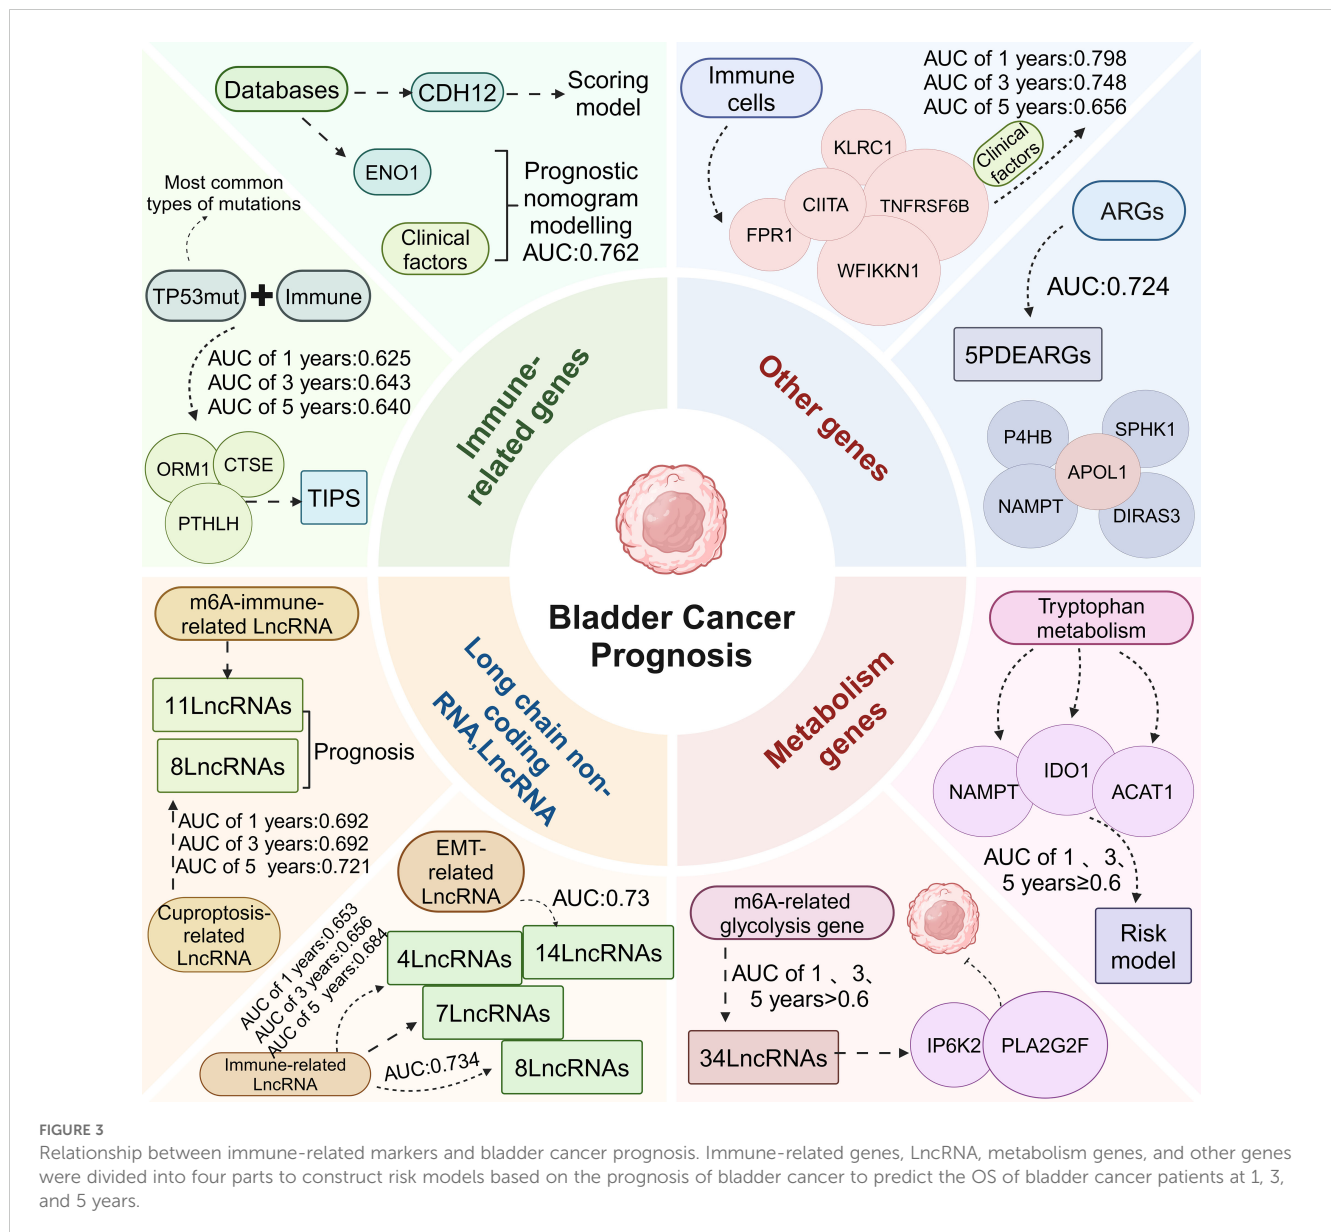 Databases
CDH12
Scoring
model
ENO1
Clinical
factors
Prognostic
nomogram
modelling
AUC:0.762
Most common
types of mutations
TP53mut
Immune
AUC of 1 years:0.625
AUC of 3 years:0.643
AUC of 5 years:0.640
ORM1
CTSE
PTHLH
TIPS
Immune-
related genes
Immune
cells
AUC of 1 years:0.798
AUC of 3 years:0.748
AUC of 5 years:0.656
Clinical
factors
KLRC1
CIITA
TNFRSF6B
FPR1
WFIKKN1
ARGs
AUC:0.724
5PDEARGs
P4HB
SPHK1
APOL1
NAMPT
DIRAS3
Other genes
Bladder Cancer
Prognosis
m6A-immune-
related LncRNA
11LncRNAs
8LncRNAs
Prognosis
AUC of 1 years:0.692
AUC of 3 years:0.692
AUC of 5  years:0.721
Cuproptosis-
related
LncRNA
Long chain non-
coding
RNA,LncRNA
EMT-
related
LncRNA
AUC:0.73
AUC of 1 years:0.653
AUC of 3 years:0.656
AUC of 5  years:0.684
4LncRNAs
14LncRNAs
7LncRNAs
8LncRNAs
Immune-related
LncRNA
AUC:0.734
Metabolism
genes
Tryptophan
metabolism
NAMPT
IDO1
ACAT1
AUC of 1 、3、
5 years≥0.6
Risk
model
m6A-related
glycolysis gene
AUC of 1 、3、
5 years>0.6
34LncRNAs
IP6K2
PLA2G2F
FIGURE 3
Relationship between immune-related markers and bladder cancer prognosis. Immune-related genes, LncRNA, metabolism genes, and other genes
were divided into four parts to construct risk models based on the prognosis of bladder cancer to predict the OS of bladder cancer patients at 1, 3,
and 5 years.